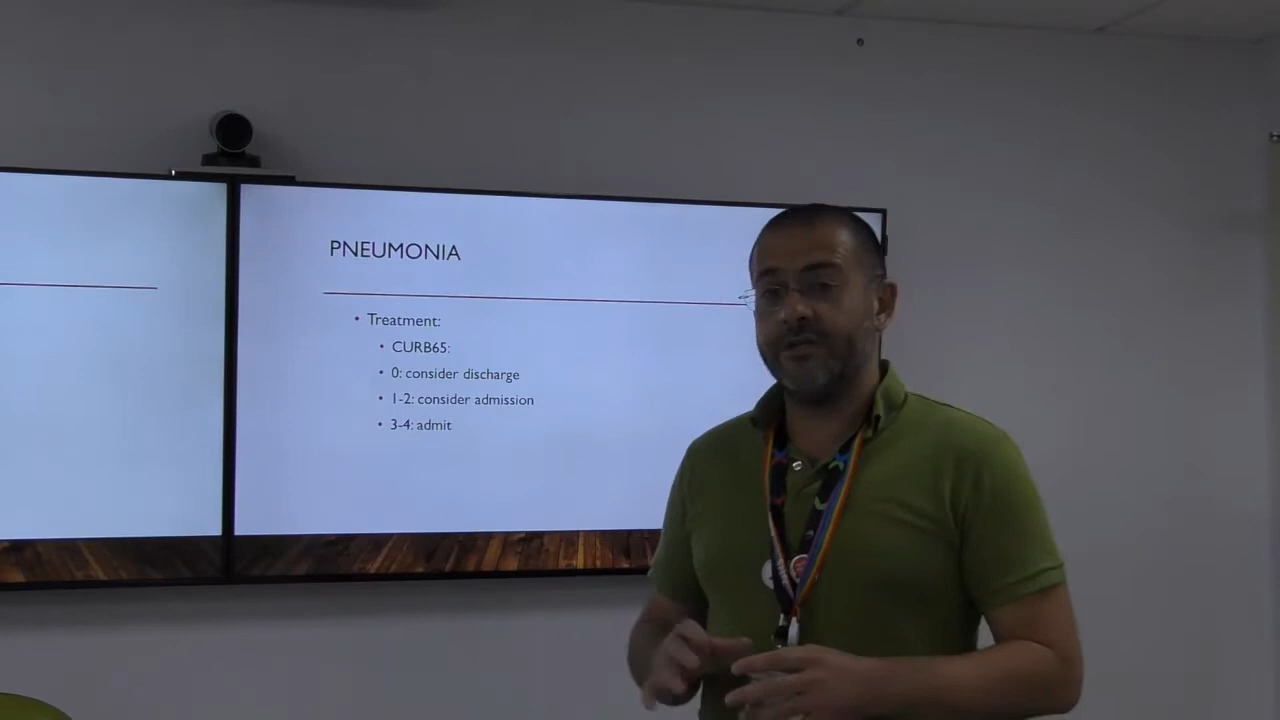 PNEUMONIA
• Treatment:
• CURB65:
• 0: consider discharge
• 1-2: consider admission
• 3-4: admit